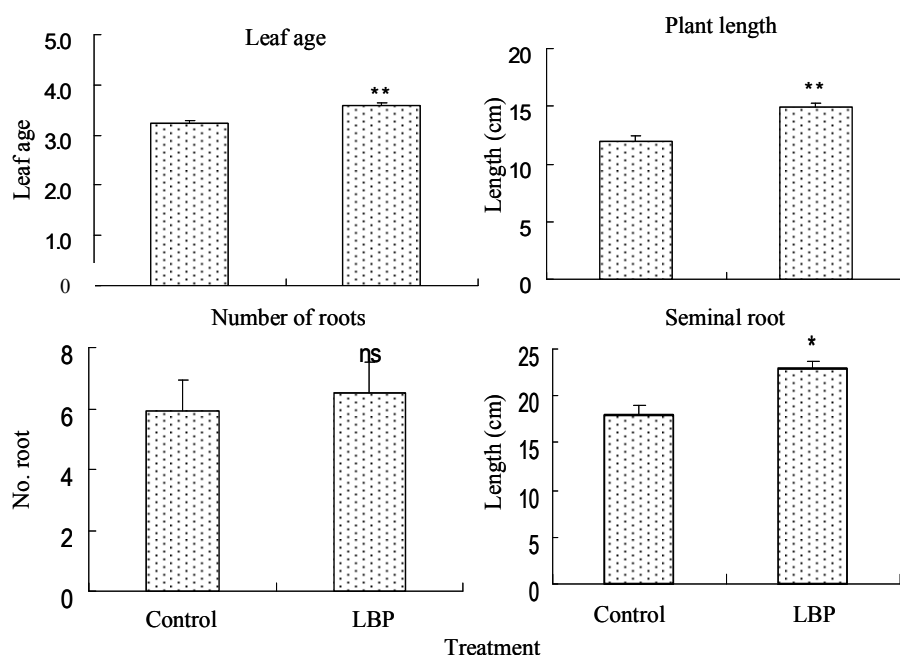 Leaf age
5.0
4.0
3.0
2.0
1.0
0
Leaf age
**
Plant length
20
15
10
5
0
Length (cm)
**
Number of roots
8
6
4
2
0
No. root
ns
Control
LBP
Seminal root
25
20
15
10
5
0
Length (cm)
*
Control
LBP
Treatment